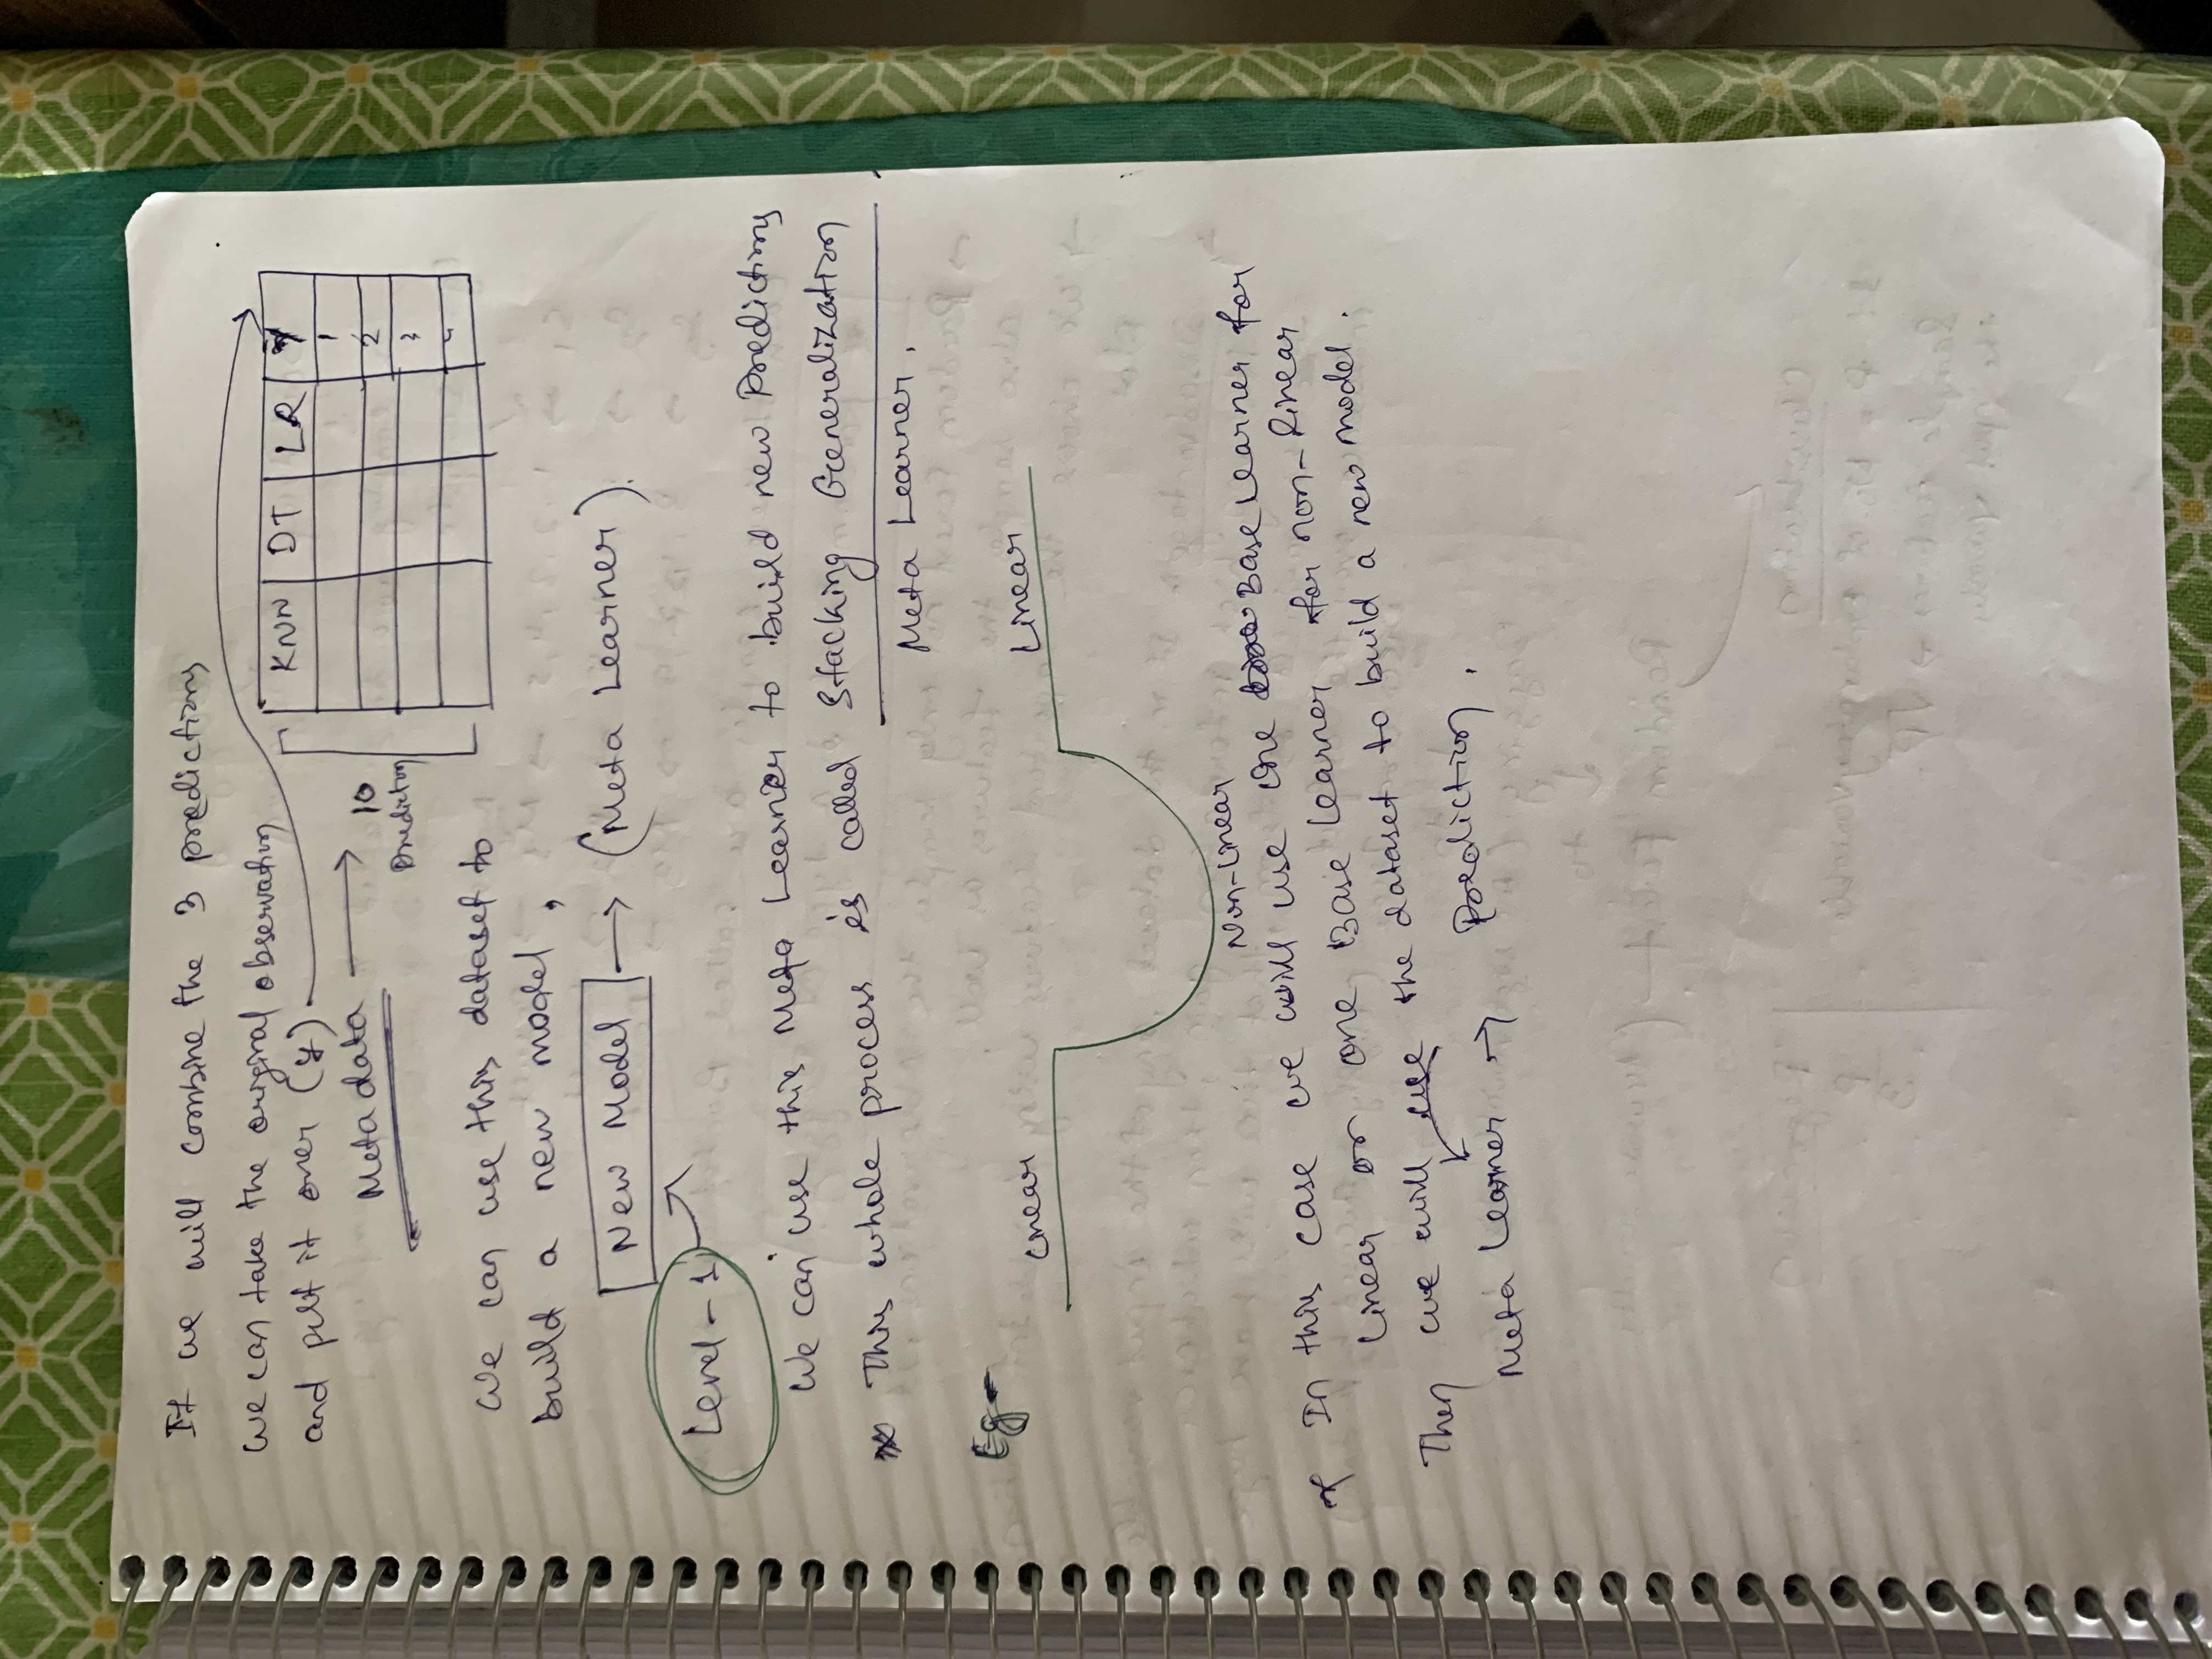 If we will combine the 3 predictions
We can take the original observation
and put it over (y)
Meta data → 10
Prediction
KNN DT LR Y
1
2
3
4
We can use this dataset to
build a new model,
New Model → (Meta Learner).
Level-1
We can use this Meta Learner to build new Predictions
This whole process is called Stacking Generalization
Meta Learner.
Eg-
Linear Linear
Non-Linear
* In this case we will use one Base Learner for
Linear or one Base Learner for non-linear
Then we will use the dataset to build a new model.
Meta Learner → Prediction.